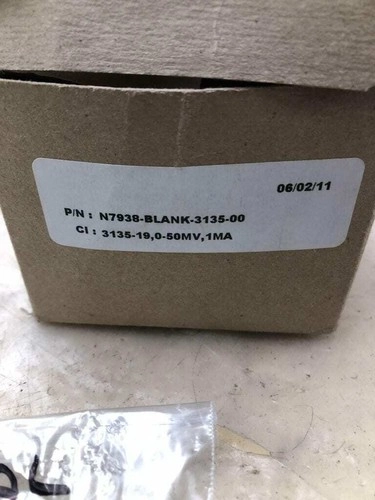 06/02/11
P/N : N7938-BLANK-3135-00
CI : 3135-19,0-50MV,1MA